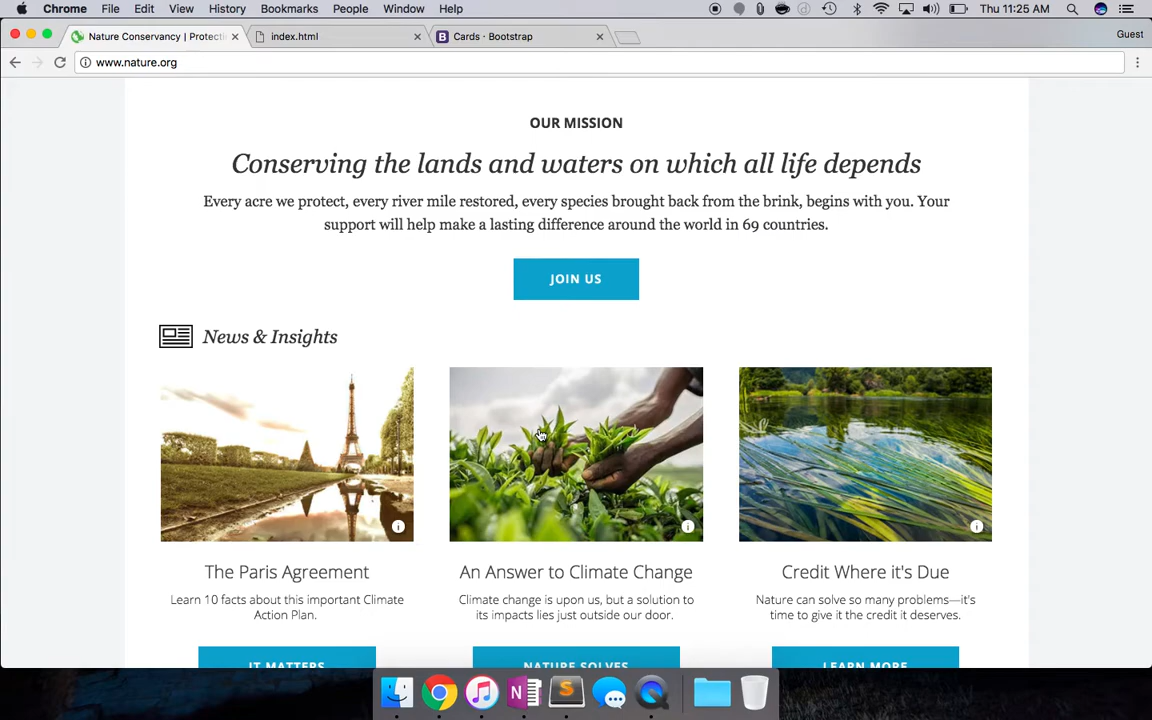 Chrome File Edit View History Bookmarks People Window Help Thu 11:25 AM
Nature Conservancy | Protecti index.html Cards · Bootstrap Guest
www.nature.org
OUR MISSION
Conserving the lands and waters on which all life depends
Every acre we protect, every river mile restored, every species brought back from the brink, begins with you. Your
support will help make a lasting difference around the world in 69 countries.
JOIN US
News & Insights
The Paris Agreement
Learn 10 facts about this important Climate
Action Plan.
An Answer to Climate Change
Climate change is upon us, but a solution to
its impacts lies just outside our door.
Credit Where it's Due
Nature can solve so many problems—it's
time to give it the credit it deserves.
IT MATTERS
NATURE SOLVES
LEARN MORE